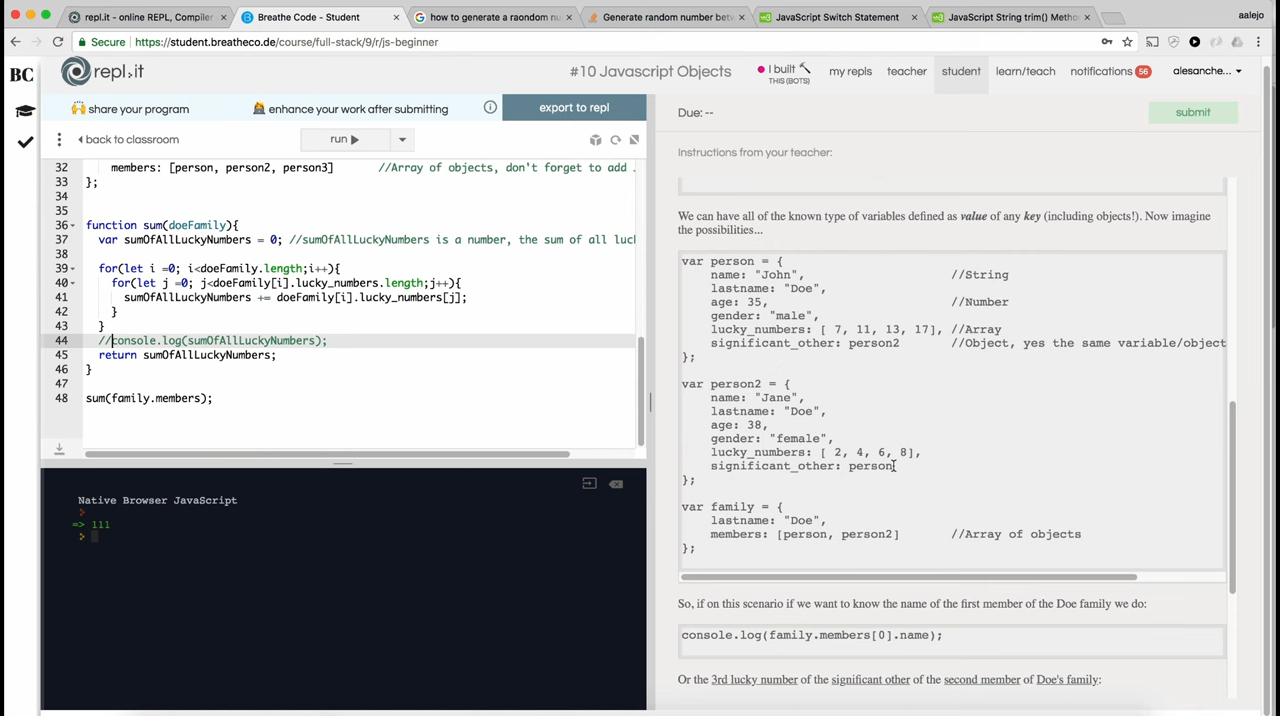 repl.it - online REPL, Compiler
Breathe Code - Student
how to generate a raondom nu
Generate random number betw
JavaScript Switch Statement
JavaScript String trim() Metho
aalejo
Secure
https://student.breatheco.de/course/full-stack/9/r/js-beginner
BC
repl.it
#10 Javascript Objects
I built
THIS (BOTS)
my repls
teacher
student
learn/teach
notifications 56
alesanche...
share your program
enhance your work after submitting
export to repl
back to classroom
run
32 members: [person, person2, person3] //Array of objects, don't forget to add
33 };
34
35
36 function sum(doeFamily){
37 var sumOfAllLuckyNumbers = 0; //sumOfAllLuckyNumbers is a number, the sum of all luc
38
39 for(let i =0; i<doeFamily.length;i++){
40 for(let j =0; j<doeFamily[i].lucky_numbers.length;j++){
41 sumOfAllLuckyNumbers += doeFamily[i].lucky_numbers[j];
42 }
43 }
44 //console.log(sumOfAllLuckyNumbers);
45 return sumOfAllLuckyNumbers;
46 }
47
48 sum(family.members);
Native Browser JavaScript
=> 111
Due: --
submit
Instructions from your teacher:
We can have all of the known type of variables defined as value of any key (including objects!). Now imagine
the possibilities...
var person = {
name: "John", //String
lastname: "Doe",
age: 35, //Number
gender: "male",
lucky_numbers: [ 7, 11, 13, 17], //Array
significant_other: person2 //Object, yes the same variable/object
};
var person2 = {
name: "Jane",
lastname: "Doe",
age: 38,
gender: "female",
lucky_numbers: [ 2, 4, 6, 8],
significant_other: person
};
var family = {
lastname: "Doe",
members: [person, person2] //Array of objects
};
So, if on this scenario if we want to know the name of the first member of the Doe family we do:
console.log(family.members[0].name);
Or the 3rd lucky number of the significant other of the second member of Doe's family: